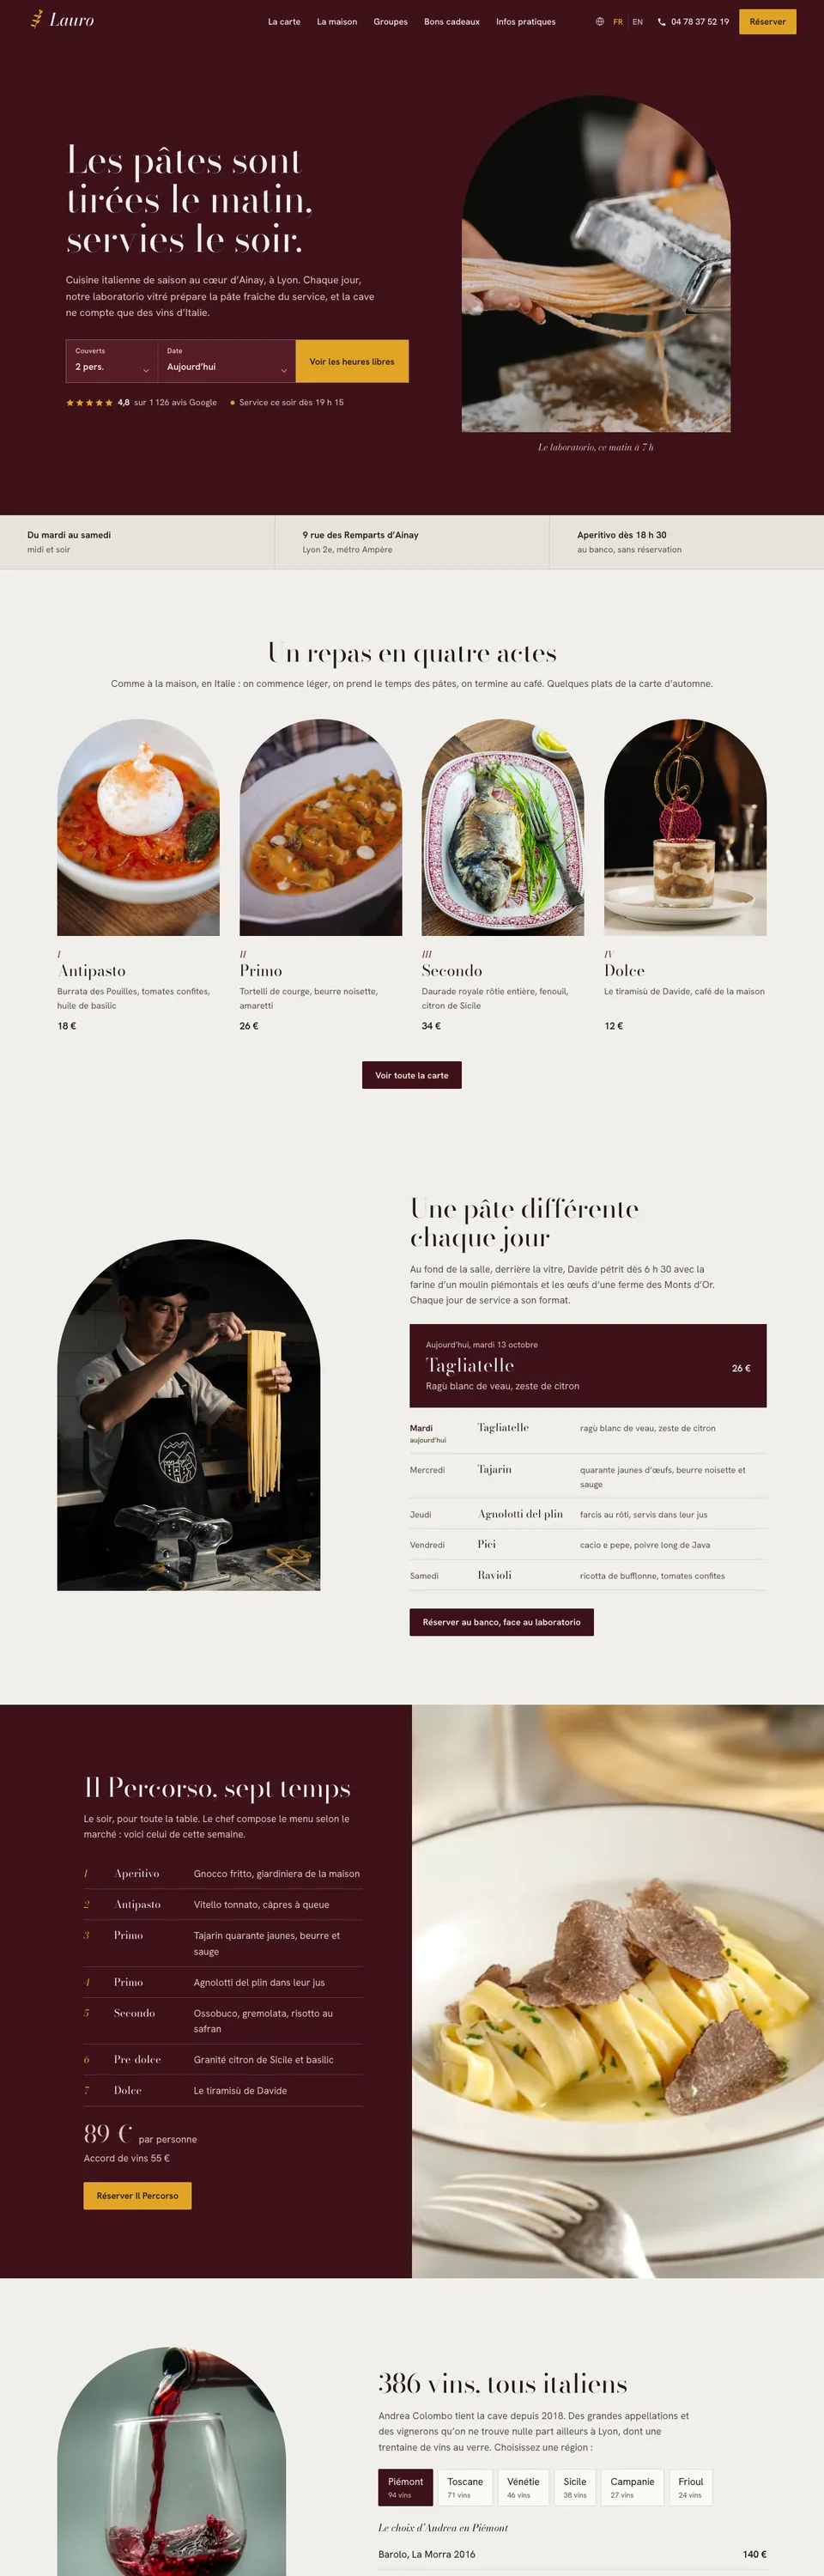 Lauro
La carte La maison Groupes Bons cadeaux Infos pratiques
FR EN
04 78 37 52 19
Réserver
Les pâtes sont
tirées le matin,
servies le soir.
Cuisine italienne de saison au cœur d’Ainay, à Lyon. Chaque jour,
notre laboratorio vitré prépare la pâte fraîche du service, et la cave
ne compte que des vins d’Italie.
Couverts
2 pers.
Date
Aujourd’hui
Voir les heures libres
4,8 sur 1 126 avis Google
Service ce soir dès 19 h 15
Le laboratorio, ce matin à 7 h
Du mardi au samedi
midi et soir
9 rue des Remparts d’Ainay
Lyon 2e, métro Ampère
Aperitivo dès 18 h 30
au banco, sans réservation
Un repas en quatre actes
Comme à la maison, en Italie : on commence léger, on prend le temps des pâtes, on termine au café. Quelques plats de la carte d’automne.
I
Antipasto
Burrata des Pouilles, tomates confites,
huile de basilic
18 €
II
Primo
Tortelli de courge, beurre noisette,
amaretti
26 €
III
Secondo
Daurade royale rôtie entière, fenouil,
citron de Sicile
34 €
IV
Dolce
Le tiramisù de Davide, café de la maison
12 €
Voir toute la carte
Une pâte différente
chaque jour
Au fond de la salle, derrière la vitre, Davide pétrit dès 6 h 30 avec la
farine d’un moulin piémontais et les œufs d’une ferme des Monts d’Or.
Chaque jour de service a son format.
Aujourd’hui, mardi 13 octobre
Tagliatelle
Ragù blanc de veau, zeste de citron
26 €
Mardi
aujourd’hui
Tagliatelle
ragù blanc de veau, zeste de citron
Mercredi
Tajarin
quarante jaunes d’œufs, beurre noisette et
sauge
Jeudi
Agnolotti del plin
farcis au rôti, servis dans leur jus
Vendredi
Pici
cacio e pepe, poivre long de Java
Samedi
Ravioli
ricotta de bufflonne, tomates confites
Réserver au banco, face au laboratorio
Il Percorso, sept temps
Le soir, pour toute la table. Le chef compose le menu selon le
marché : voici celui de cette semaine.
1 Aperitivo Gnocco fritto, giardiniera de la maison
2 Antipasto Vitello tonnato, câpres à queue
3 Primo Tajarin quarante jaunes, beurre et
sauge
4 Primo Agnolotti del plin dans leur jus
5 Secondo Ossobuco, gremolata, risotto au
safran
6 Pre-dolce Granité citron de Sicile et basilic
7 Dolce Le tiramisù de Davide
89 € par personne
Accord de vins 55 €
Réserver Il Percorso
386 vins, tous italiens
Andrea Colombo tient la cave depuis 2018. Des grandes appellations et
des vignerons qu’on ne trouve nulle part ailleurs à Lyon, dont une
trentaine de vins au verre. Choisissez une région :
Piémont
94 vins
Toscane
71 vins
Vénétie
46 vins
Sicile
38 vins
Campanie
27 vins
Frioul
24 vins
Le choix d’Andrea en Piémont
Barolo, La Morra 2016 140 €